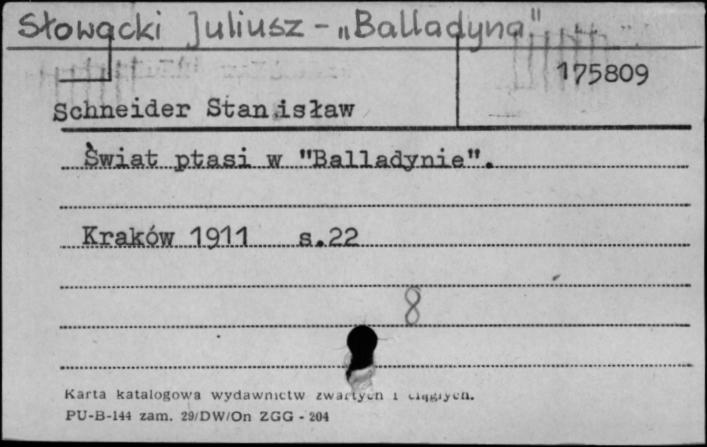 Słowacki Juliusz - „Balladyna"
175809
Schneider Stanisław
Świat ptasi w "Balladynie".
Kraków 1911 s.22
8
Karta katalogowa wydawnictw zwartych i ciągłych.
PU-B-144 zam. 29/DW/On ZGG - 204